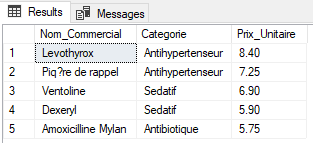 Results Messages
Nom_Commercial Categorie Prix_Unitaire
1 Levothyrox Antihypertenseur 8.40
2 Piq?re de rappel Antihypertenseur 7.25
3 Ventoline Sedatif 6.90
4 Dexeryl Sedatif 5.90
5 Amoxicilline Mylan Antibiotique 5.75